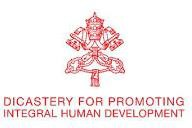 DICASTERY FOR PROMOTING
INTEGRAL HUMAN DEVELOPMENT